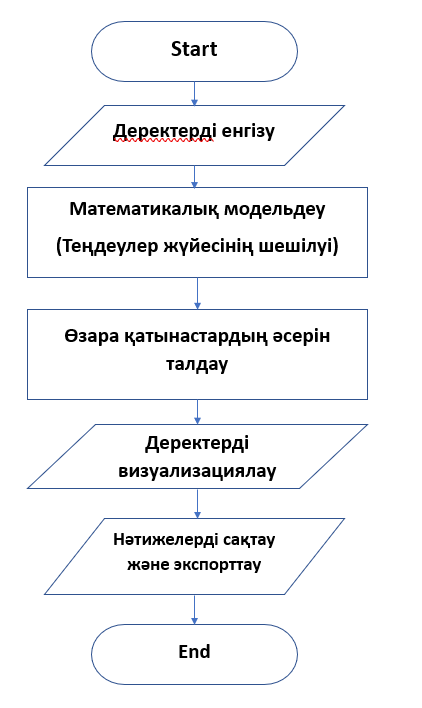 Start
Деректерді енгізу
Математикалық модельдеу
(Теңдеулер жүйесінің шешілуі)
Өзара қатынастардың әсерін
талдау
Деректерді
визуализациялау
Нәтижелерді сақтау
және экспорттау
End